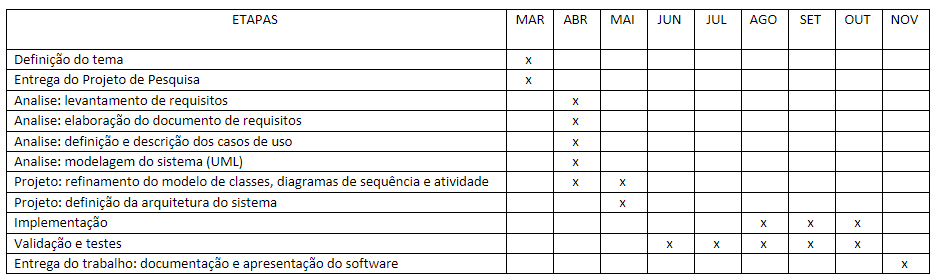 ETAPAS MAR ABR MAI JUN JUL AGO SET OUT NOV
Definição do tema x
Entrega do Projeto de Pesquisa x
Analise: levantamento de requisitos x
Analise: elaboração do documento de requisitos x
Analise: definição e descrição dos casos de uso x
Analise: modelagem do sistema (UML) x
Projeto: refinamento do modelo de classes, diagramas de sequência e atividade x x
Projeto: definição da arquitetura do sistema x
Implementação x x x
Validação e testes x x x x x
Entrega do trabalho: documentação e apresentação do software x